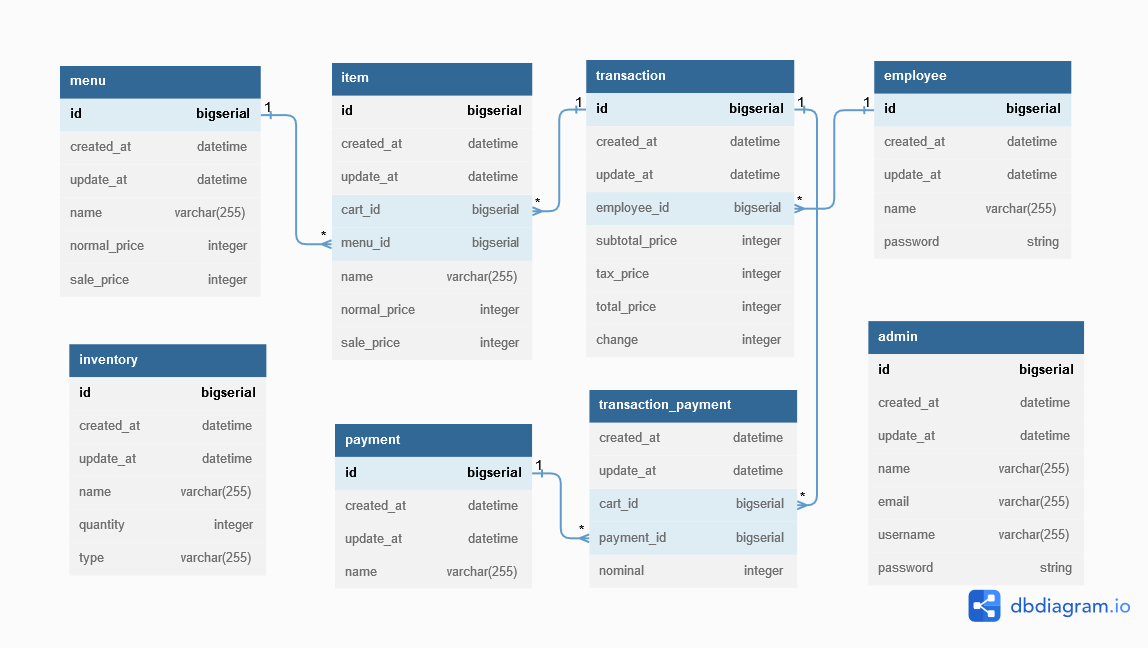 menu
id bigserial
created_at datetime
update_at datetime
name varchar(255)
normal_price integer
sale_price integer
1
*
item
id bigserial
created_at datetime
update_at datetime
cart_id bigserial
menu_id bigserial
name varchar(255)
normal_price integer
sale_price integer
*
1
transaction
id bigserial
created_at datetime
update_at datetime
employee_id bigserial
subtotal_price integer
tax_price integer
total_price integer
change integer
1
*
1
employee
id bigserial
created_at datetime
update_at datetime
name varchar(255)
password string
inventory
id bigserial
created_at datetime
update_at datetime
name varchar(255)
quantity integer
type varchar(255)
payment
id bigserial
created_at datetime
update_at datetime
name varchar(255)
1
*
transaction_payment
created_at datetime
update_at datetime
cart_id bigserial
payment_id bigserial
nominal integer
*
admin
id bigserial
created_at datetime
update_at datetime
name varchar(255)
email varchar(255)
username varchar(255)
password string
dbdiagram.io